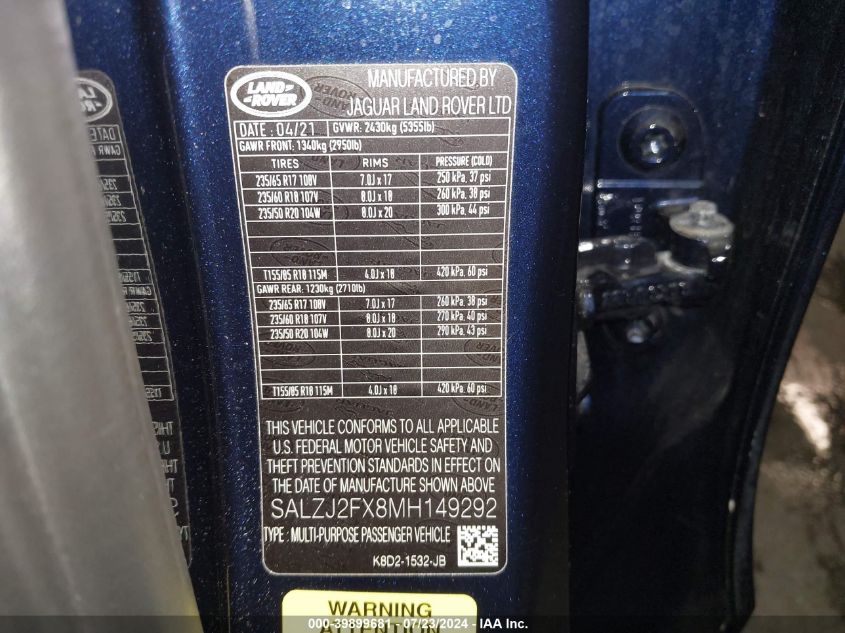 LAND
ROVER
MANUFACTURED BY
JAGUAR LAND ROVER LTD
DATE : 04/21 GVWR: 2430kg (5355lb)
GAWR FRONT: 1340kg (2950lb)
TIRES RIMS PRESSURE (COLD)
235/65 R17 108V 7.0J x 17 250 kPa, 37 psi
235/60 R18 107V 8.0J x 18 260 kPa, 38 psi
235/50 R20 104W 8.0J x 20 300 kPa, 44 psi
T155/85 R18 115M 4.0J x 18 420 kPa, 60 psi
GAWR REAR: 1230kg (2710lb)
235/65 R17 108V 7.0J x 17 260 kPa, 38 psi
235/60 R18 107V 8.0J x 18 270 kPa, 40 psi
235/50 R20 104W 8.0J x 20 290 kPa, 43 psi
T155/85 R18 115M 4.0J x 18 420 kPa, 60 psi
THIS VEHICLE CONFORMS TO ALL APPLICABLE
U.S. FEDERAL MOTOR VEHICLE SAFETY AND
THEFT PREVENTION STANDARDS IN EFFECT ON
THE DATE OF MANUFACTURE SHOWN ABOVE
SALZJ2FX8MH149292
TYPE : MULTI-PURPOSE PASSENGER VEHICLE
K8D2-1532-JB
WARNING
ATTENTION
000-39899681 - 07/23/2024 - IAA Inc.